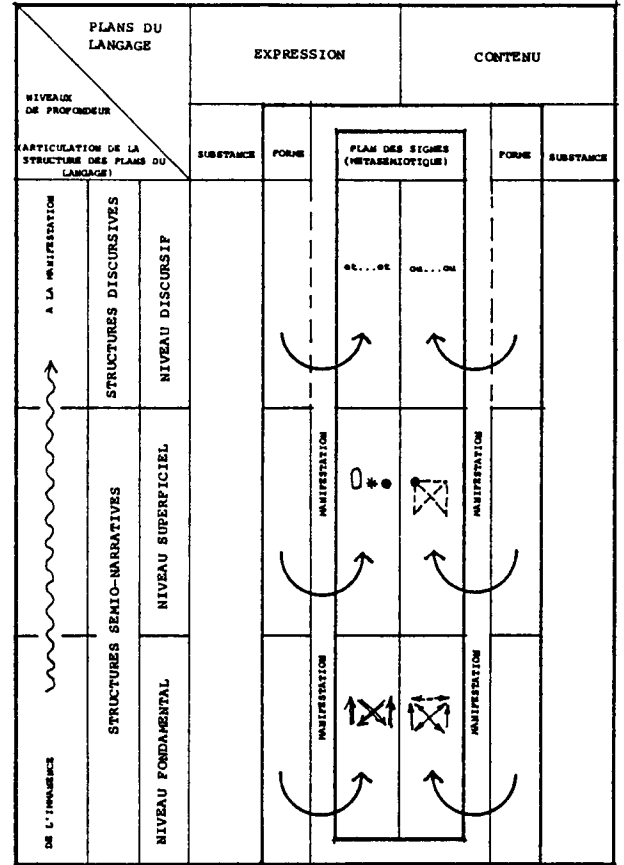 PLANS DU
LANGAGE
EXPRESSION
CONTENU
NIVEAUX
DE PROFONDEUR
(ARTICULATION DE LA
STRUCTURE DES PLANS DU
LANGAGE)
SUBSTANCE
FORME
PLAN DES SIGNES
(METASEMIOTIQUE)
FORME
SUBSTANCE
A LA MANIFESTATION
STRUCTURES DISCURSIVES
NIVEAU DISCURSIF
et...et
ou...ou
STRUCTURES SEMIO-NARRATIVES
NIVEAU SUPERFICIEL
MANIFESTATION
MANIFESTATION
DE L'IMMANENCE
NIVEAU FONDAMENTAL
MANIFESTATION
MANIFESTATION